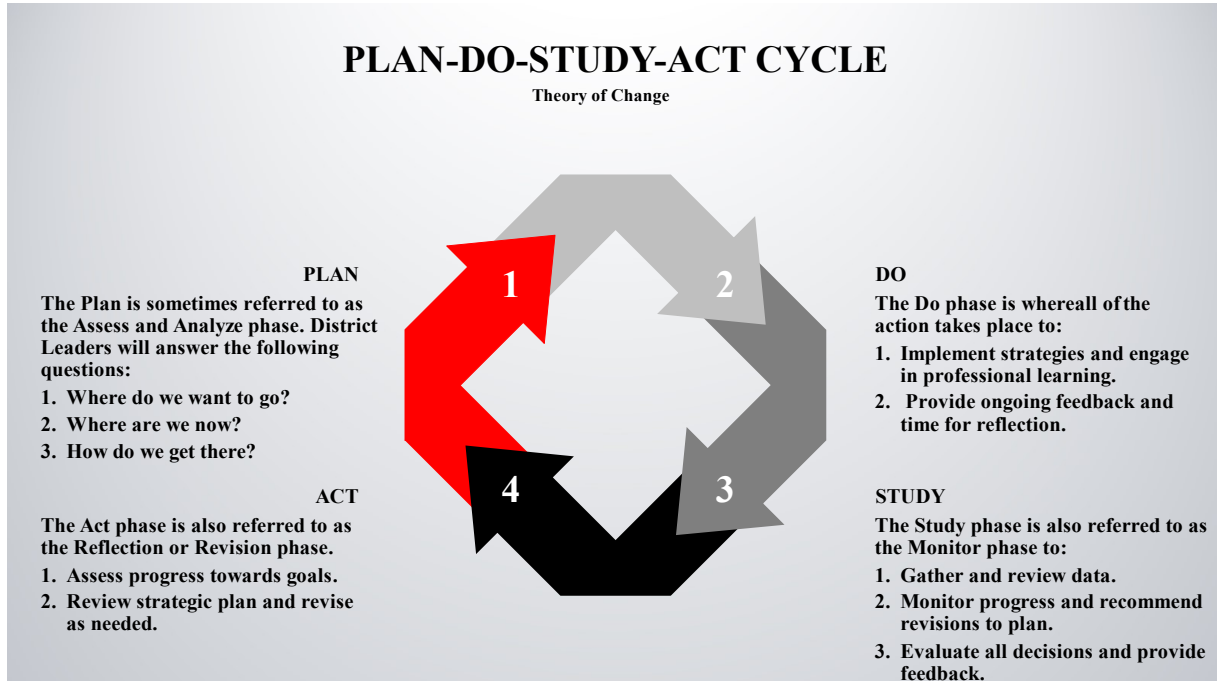 PLAN-DO-STUDY-ACT CYCLE
Theory of Change
PLAN
The Plan is sometimes referred to as
the Assess and Analyze phase. District
Leaders will answer the following
questions:
1. Where do we want to go?
2. Where are we now?
3. How do we get there?
ACT
The Act phase is also referred to as
the Reflection or Revision phase.
1. Assess progress towards goals.
2. Review strategic plan and revise
as needed.
1
2
3
4
DO
The Do phase is whereall of the
action takes place to:
1. Implement strategies and engage
in professional learning.
2. Provide ongoing feedback and
time for reflection.
STUDY
The Study phase is also referred to as
the Monitor phase to:
1. Gather and review data.
2. Monitor progress and recommend
revisions to plan.
3. Evaluate all decisions and provide
feedback.